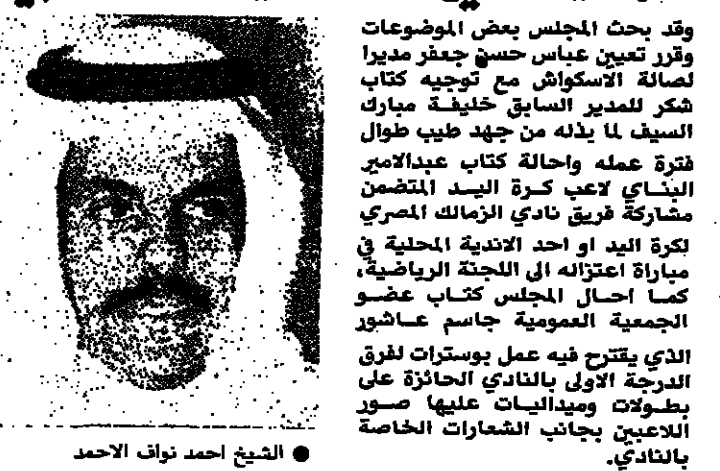 وقد بحث المجلس بعض الموضوعات
وقرر تعيين عباس حسن جعفر مديرا
لصالة الاسكواش مع توجيه كتاب
شكر للمدير السابق خليفة مبارك
السيف لما بذله من جهد طيب طوال
فترة عمله واحالة كتاب عبدالامير
البناي لاعب كرة اليد المتضمن
مشاركة فريق نادي الزمالك المصري
لكرة اليد او احد الاندية المحلية في
مباراة اعتزاله الى اللجنة الرياضية،
كما احال المجلس كتاب عضو
الجمعية العمومية جاسم عاشور
الذي يقترح فيه عمل بوسترات لفرق
الدرجة الاولى بالنادي الحائزة على
بطولات وميداليات عليها صور
اللاعبين بجانب الشعارات الخاصة
بالنادي.
● الشيخ احمد نواف الاحمد